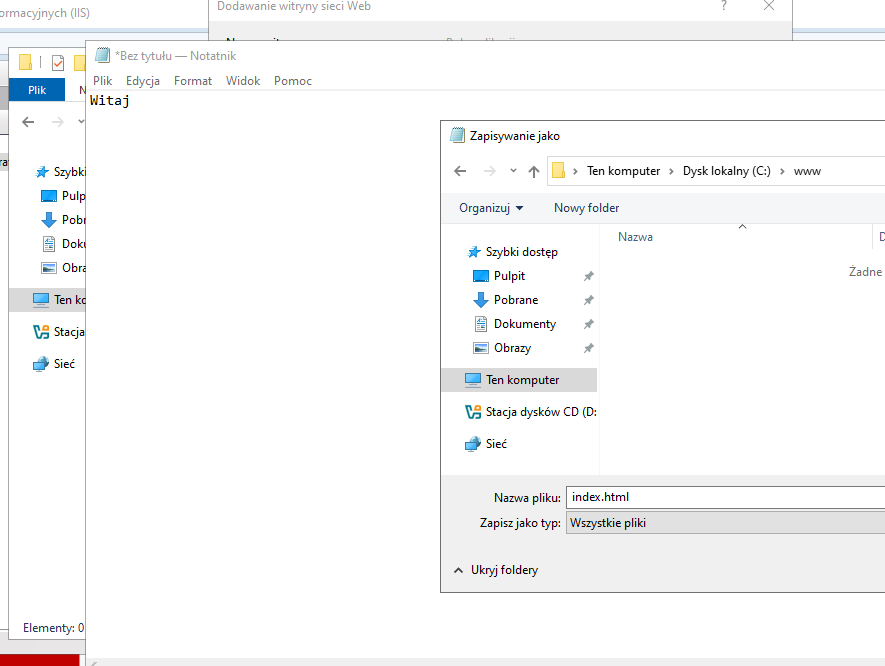 ormacyjnych (IIS)
Dodawanie witryny sieci Web
?
*Bez tytułu — Notatnik
Plik Edycja Format Widok Pomoc
Witaj
Plik
N
Szybki
Pulp
Pobr
Doku
Obra
Ten ko
Stacja
Sieć
Elementy: 0
Zapisywanie jako
Ten komputer > Dysk lokalny (C:) > www
Organizuj Nowy folder
Nazwa
Szybki dostęp
Pulpit
Pobrane
Dokumenty
Obrazy
Ten komputer
Stacja dysków CD (D:
Sieć
Żadne
Nazwa pliku: index.html
Zapisz jako typ: Wszystkie pliki
Ukryj foldery